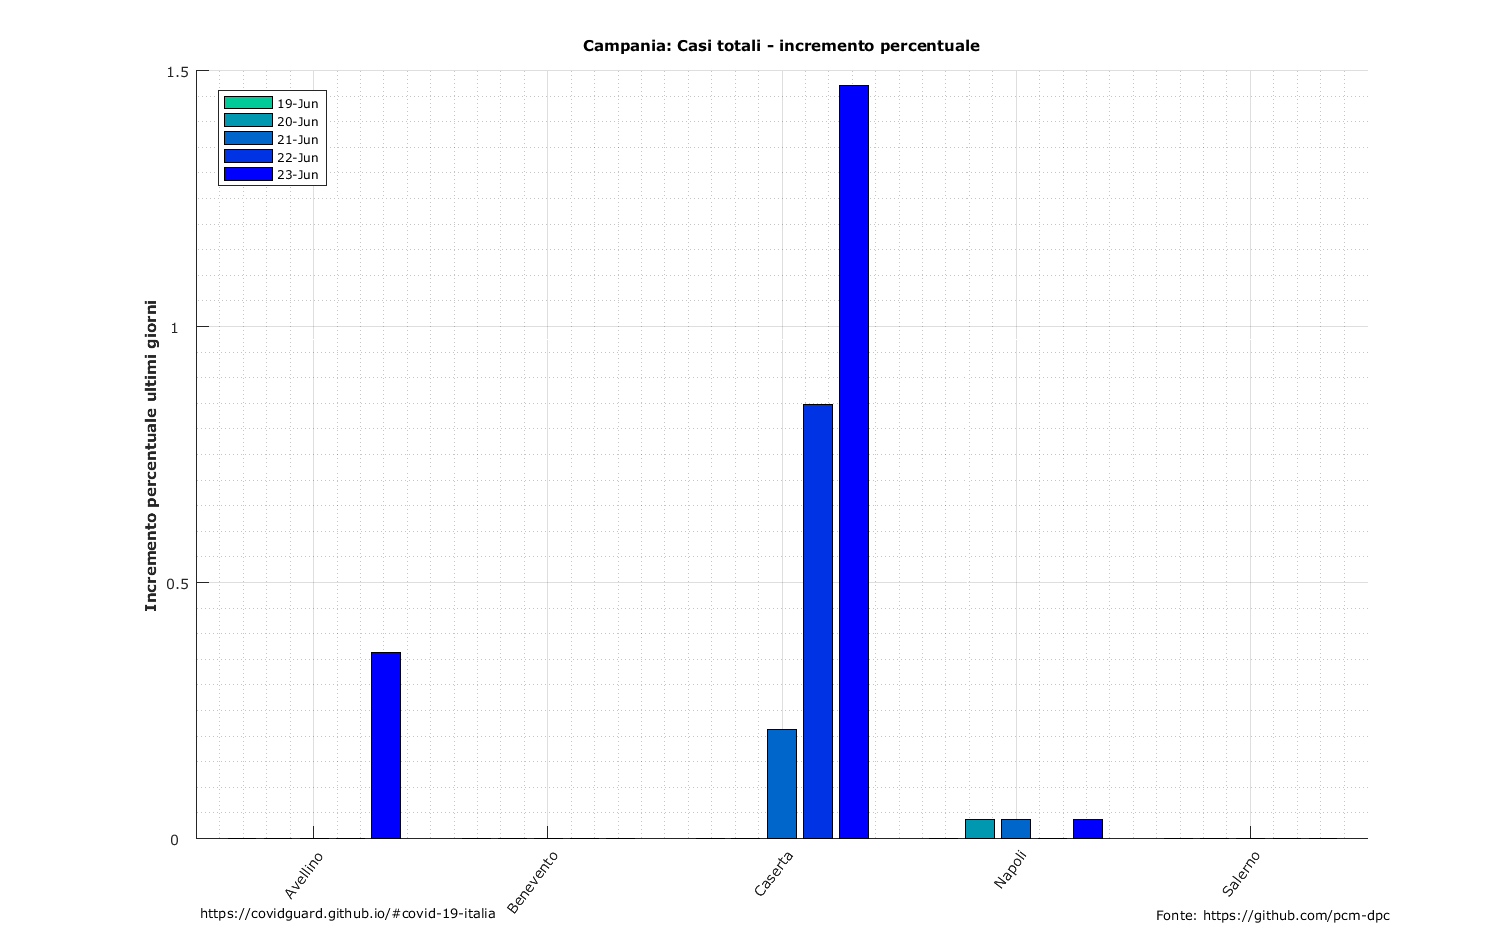 Campania: Casi totali - incremento percentuale
1.5
1
0.5
0
Incremento percentuale ultimi giorni
19-Jun
20-Jun
21-Jun
22-Jun
23-Jun
Avellino
Benevento
Caserta
Napoli
Salerno
https://covidguard.github.io/#covid-19-italia
Fonte: https://github.com/pcm-dpc